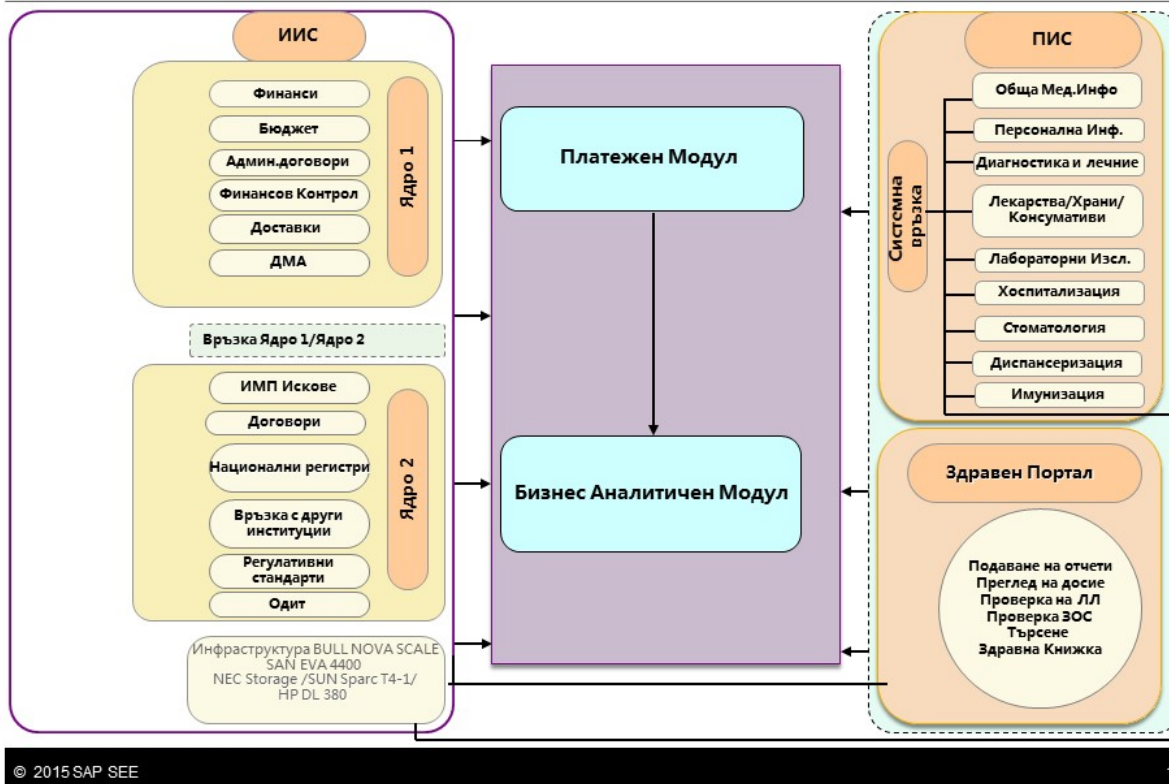 ИИС
Финанси
Бюджет
Админ.договори
Финансов Контрол
Доставки
ДМА
Ядро 1
Връзка Ядро 1/Ядро 2
ИМП Искове
Договори
Национални регистри
Връзка с други
институции
Регулативни
стандарти
Одит
Ядро 2
Инфраструктура BULL NOVA SCALE
SAN EVA 4400
NEC Storage /SUN Sparc T4-1/
HP DL 380
Платежен Модул
Бизнес Аналитичен Модул
ПИС
Системна
връзка
Обща Мед.Инфо
Персонална Инф.
Диагностика и лечние
Лекарства/Храни/
Консумативи
Лабораторни Изсл.
Хоспитализация
Стоматология
Диспансеризация
Имунизация
Здравен Портал
Подаване на отчети
Преглед на досие
Проверка на ЛЛ
Проверка ЗОС
Търсене
Здравна Книжка
© 2015 SAP SEE